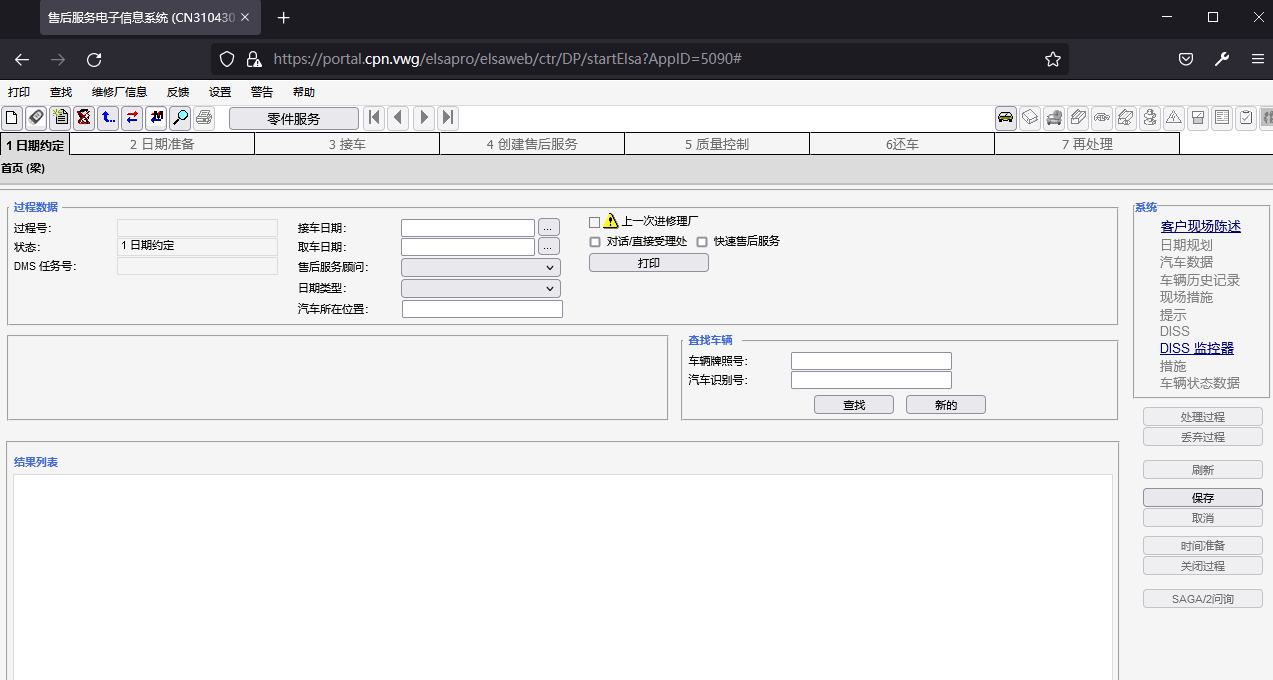 售后服务电子信息系统 (CN310430
https://portal.cpn.vwg/elsapro/elsaweb/ctr/DP/startElsa?AppID=5090#
打印 查找 维修厂信息 反馈 设置 警告 帮助
零件服务
1 日期约定 2 日期准备 3 接车 4 创建售后服务 5 质量控制 6还车 7 再处理
首页 (梁)
过程数据
过程号:
状态: 1 日期约定
DMS 任务号:
接车日期: ...
取车日期: ...
售后服务顾问:
日期类型:
汽车所在位置:
上一次进修理厂
对话/直接受理处 快速售后服务
打印
查找车辆
车辆牌照号:
汽车识别号:
查找 新的
结果列表
系统
客户现场陈述
日期规划
汽车数据
车辆历史记录
现场措施
提示
DISS
DISS 监控器
措施
车辆状态数据
处理过程
丢弃过程
刷新
保存
取消
时间准备
关闭过程
SAGA/2问询